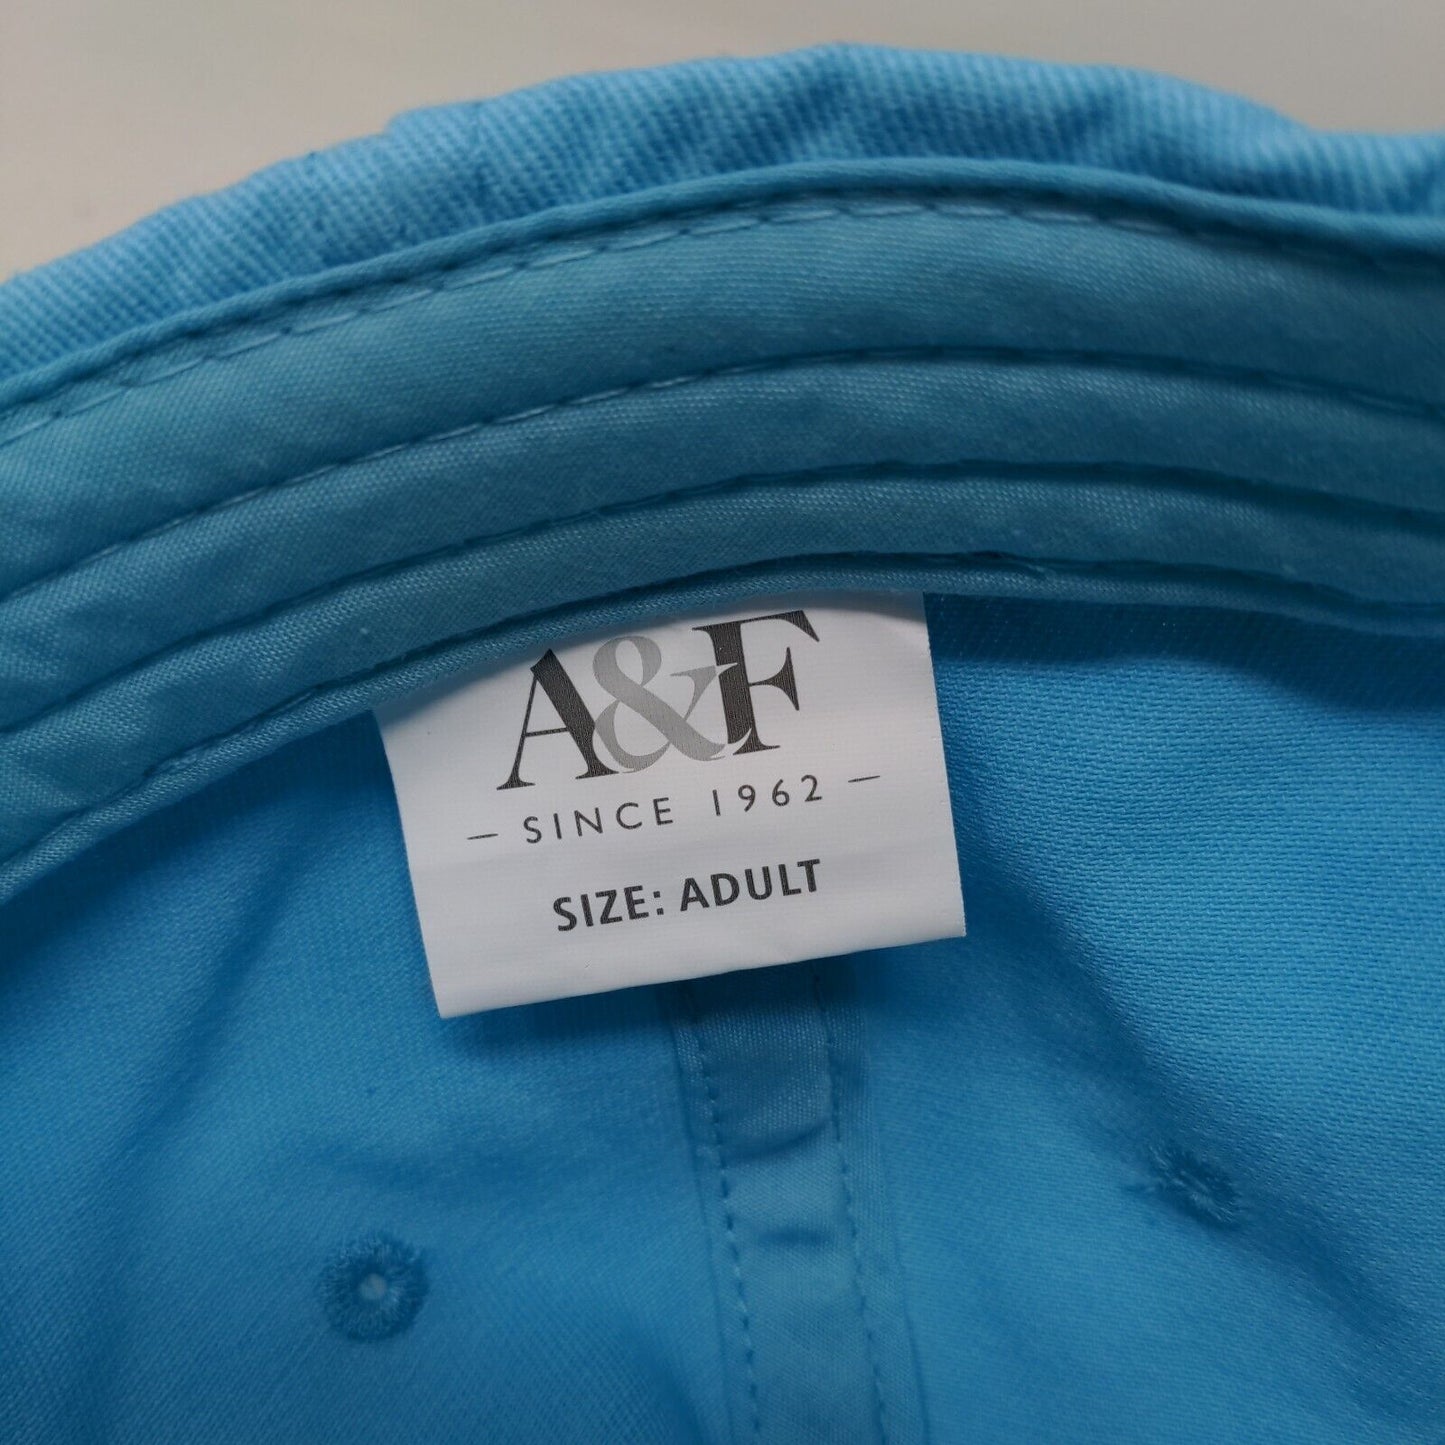 A&F
— SINCE 1962 —
SIZE: ADULT